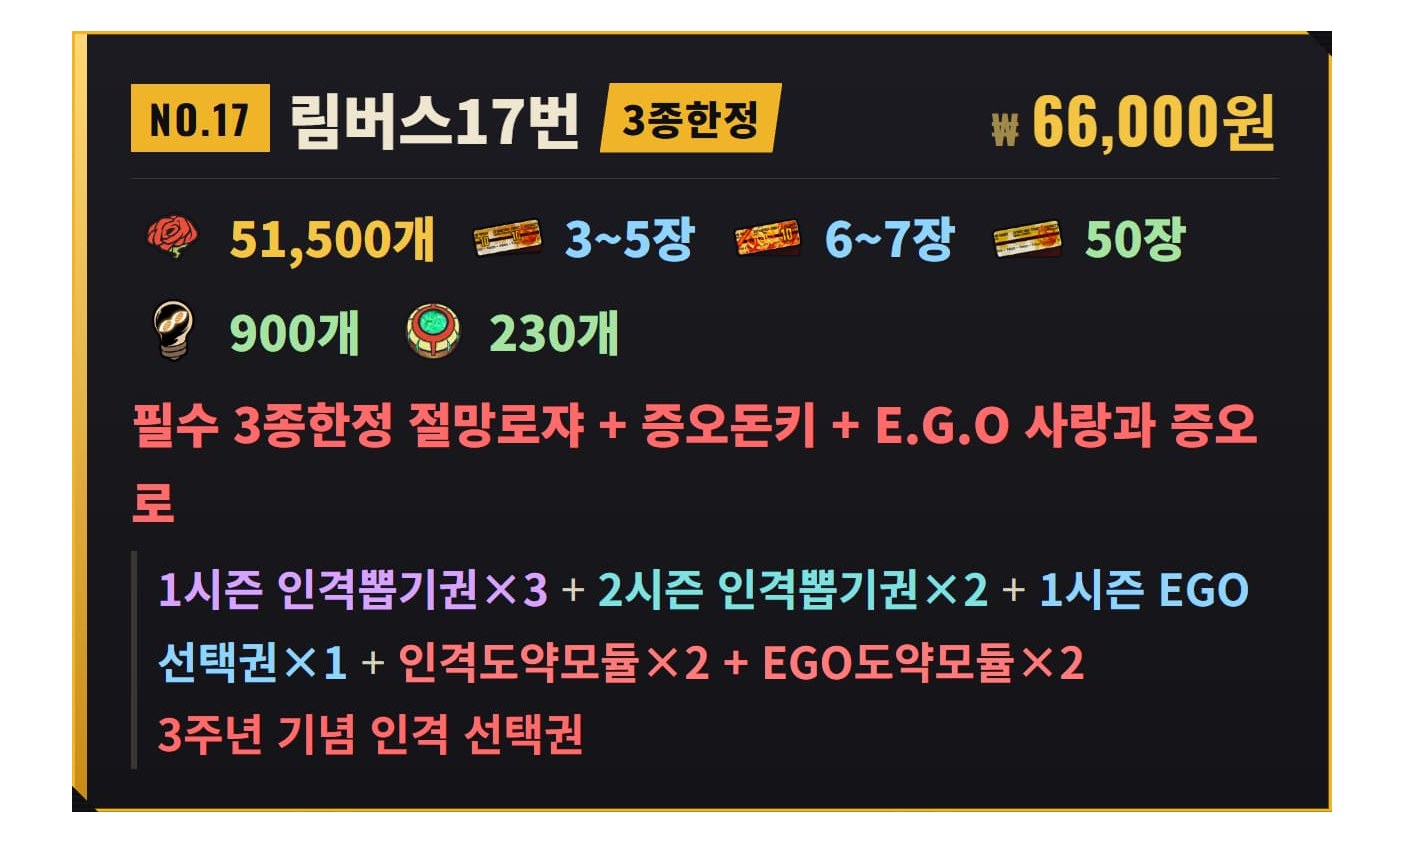 NO.17 림버스17번 3종한정 ₩ 66,000원
51,500개 3~5장 6~7장 50장
900개 230개
필수 3종한정 절망로쟈 + 증오돈키 + E.G.O 사랑과 증오
로
1시즌 인격뽑기권×3 + 2시즌 인격뽑기권×2 + 1시즌 EGO
선택권×1 + 인격도약모듈×2 + EGO도약모듈×2
3주년 기념 인격 선택권